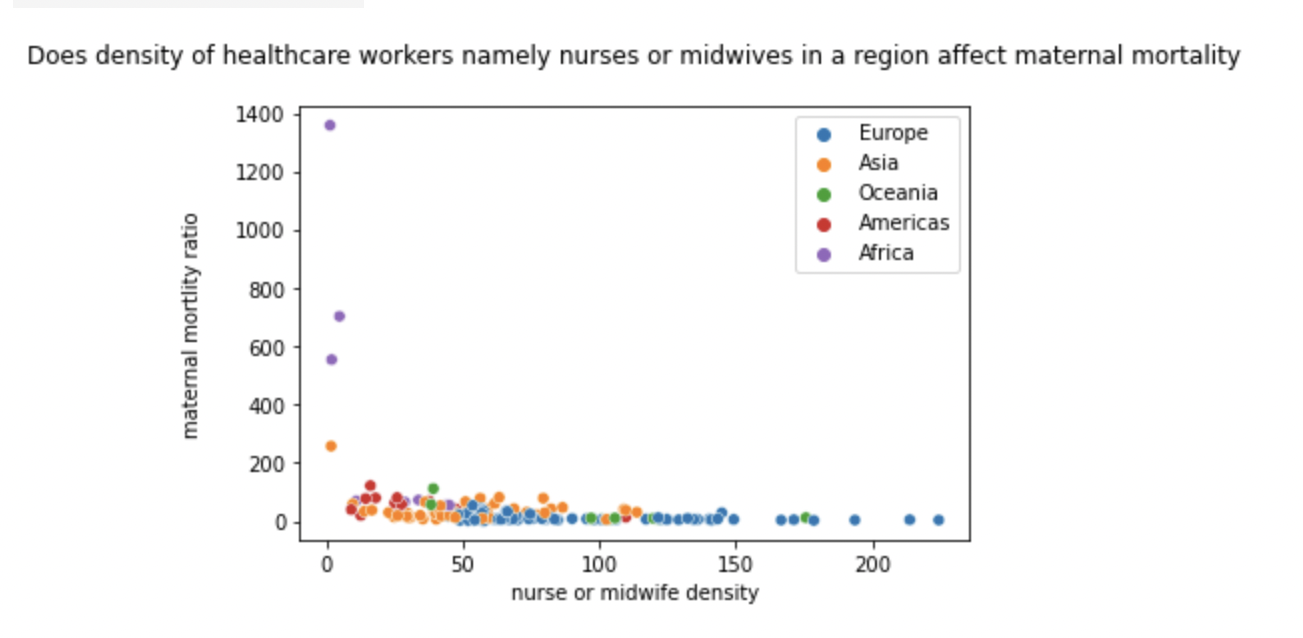 Does density of healthcare workers namely nurses or midwives in a region affect maternal mortality
1400
1200
1000
800
600
400
200
0
maternal mortlity ratio
Europe
Asia
Oceania
Americas
Africa
0 50 100 150 200
nurse or midwife density